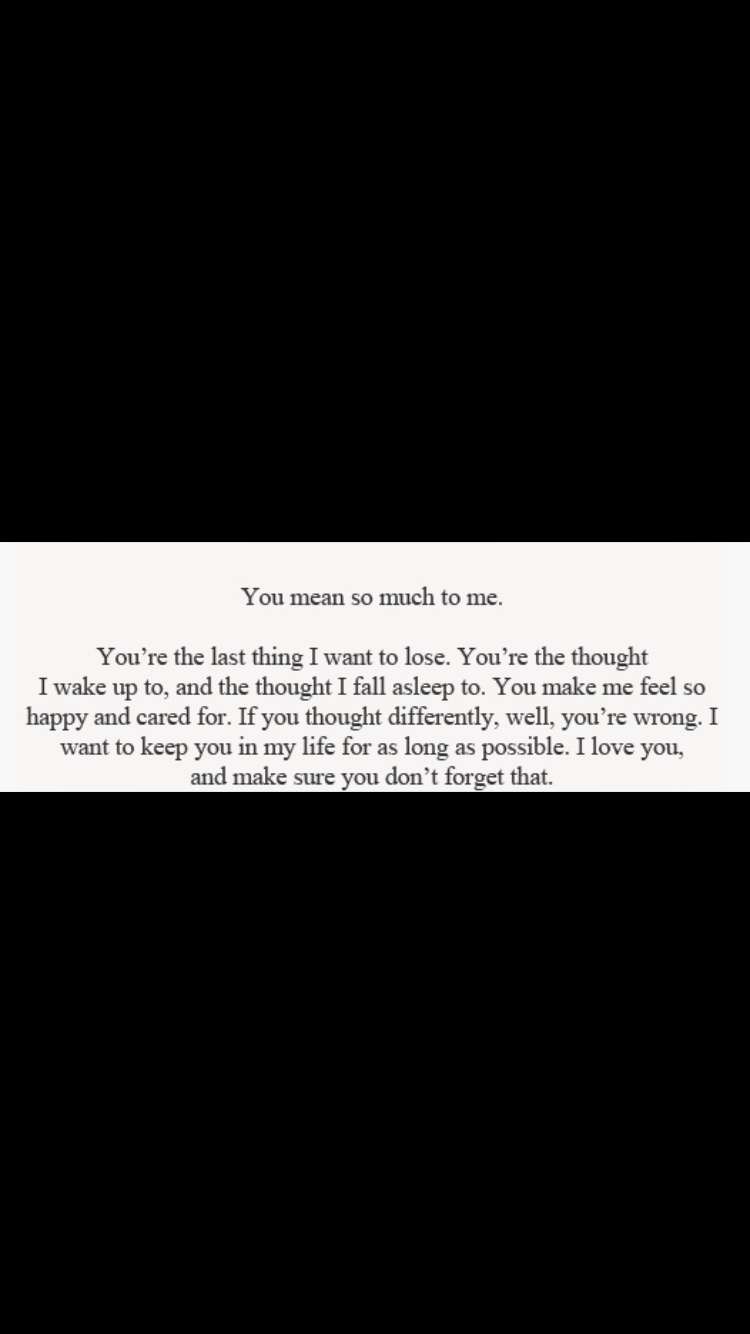 You mean so much to me.
You’re the last thing I want to lose. You’re the thought
I wake up to, and the thought I fall asleep to. You make me feel so
happy and cared for. If you thought differently, well, you’re wrong. I
want to keep you in my life for as long as possible. I love you,
and make sure you don’t forget that.